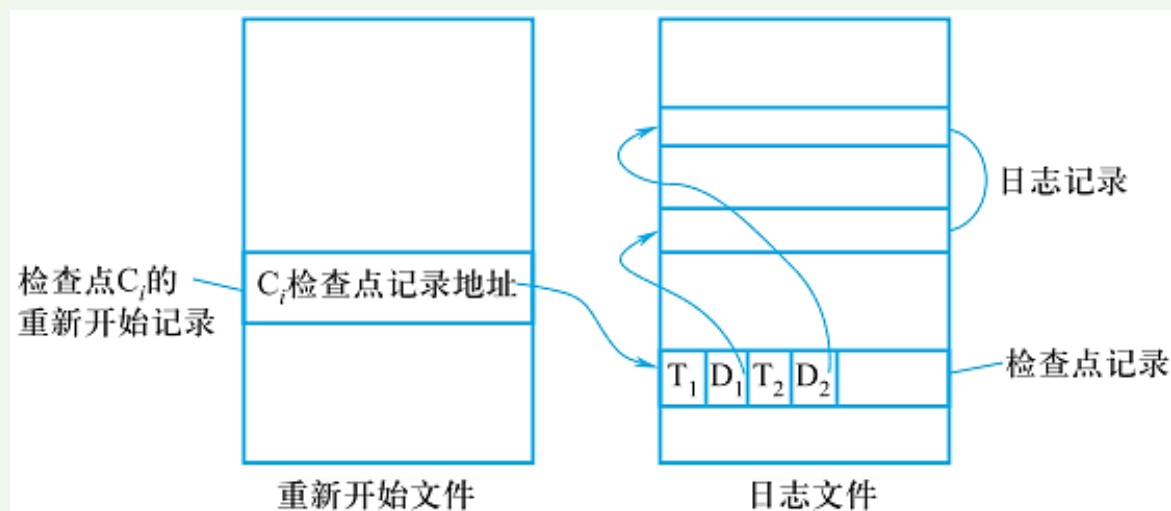 检查点Cᵢ的
重新开始记录
Cᵢ检查点记录地址
重新开始文件
日志记录
T₁ D₁ T₂ D₂
检查点记录
日志文件